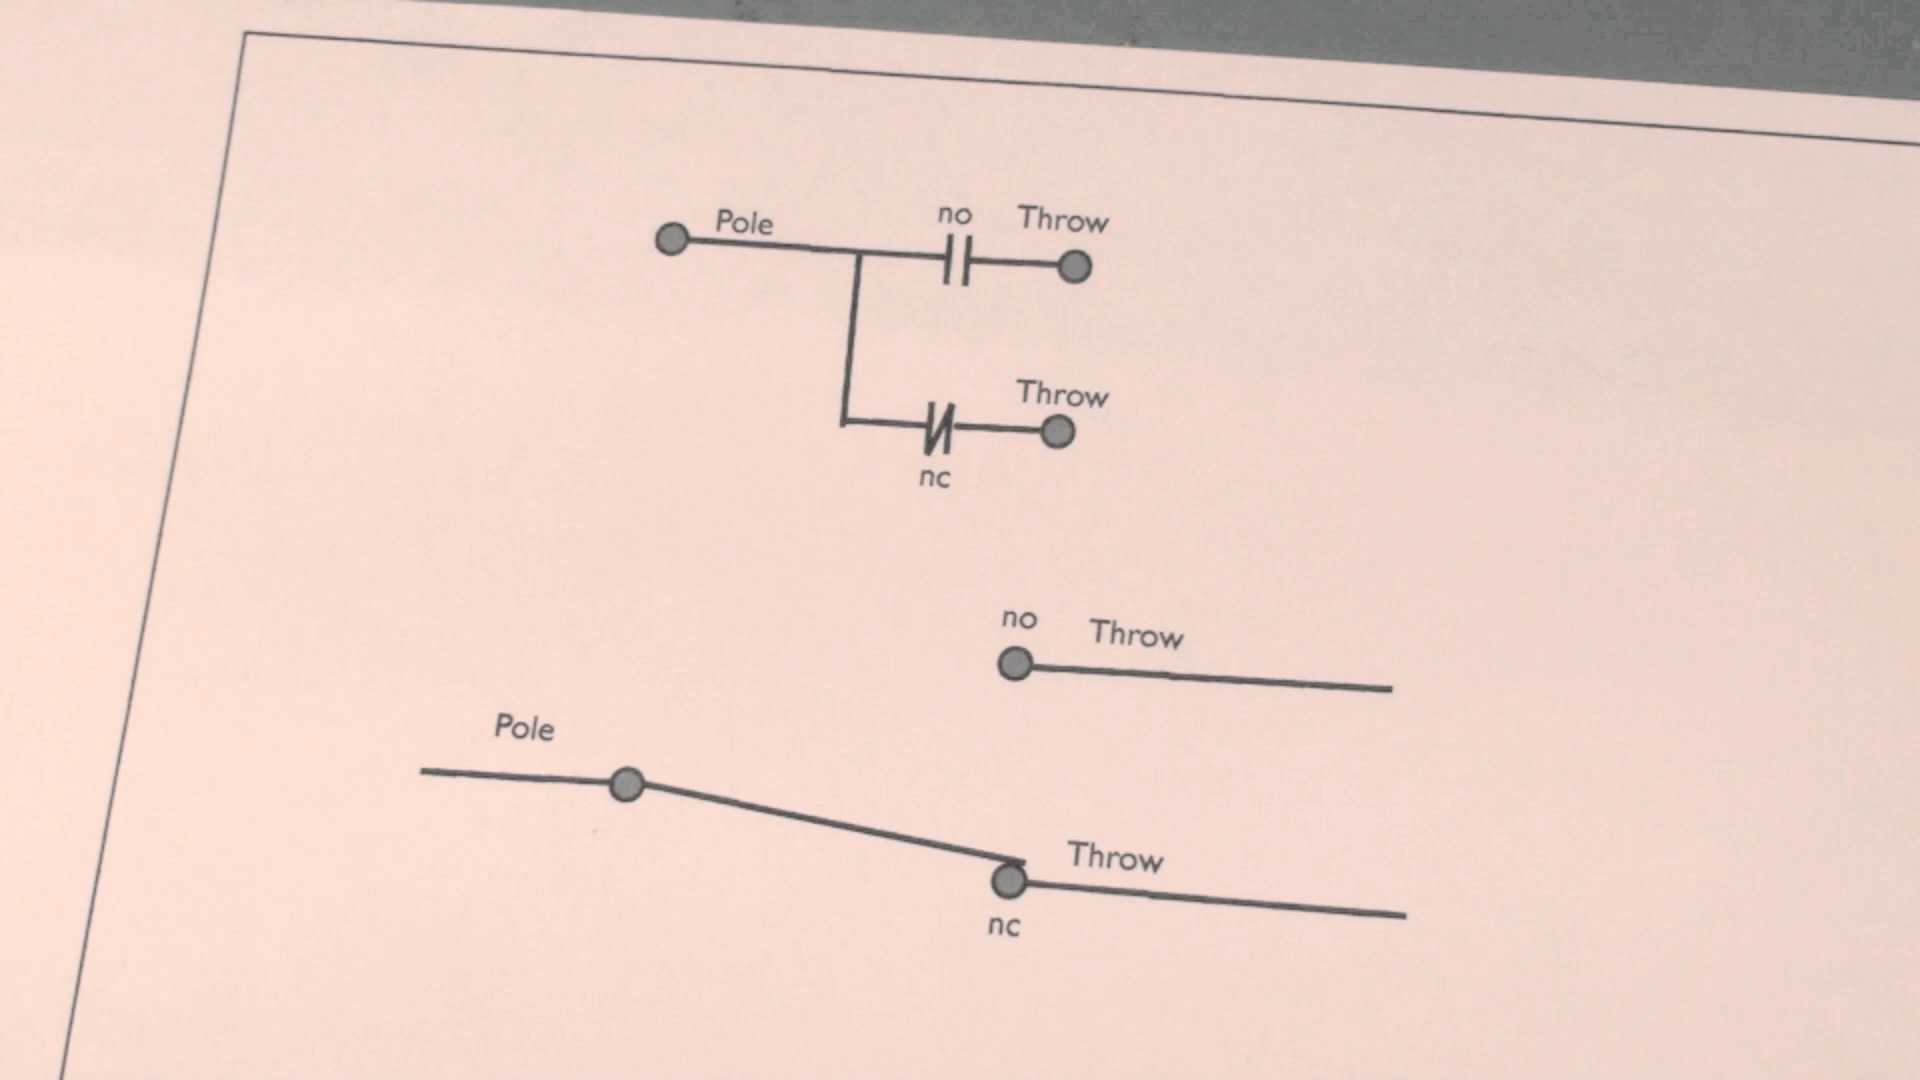 Pole no Throw
Throw
nc
no Throw
Pole
Throw
nc